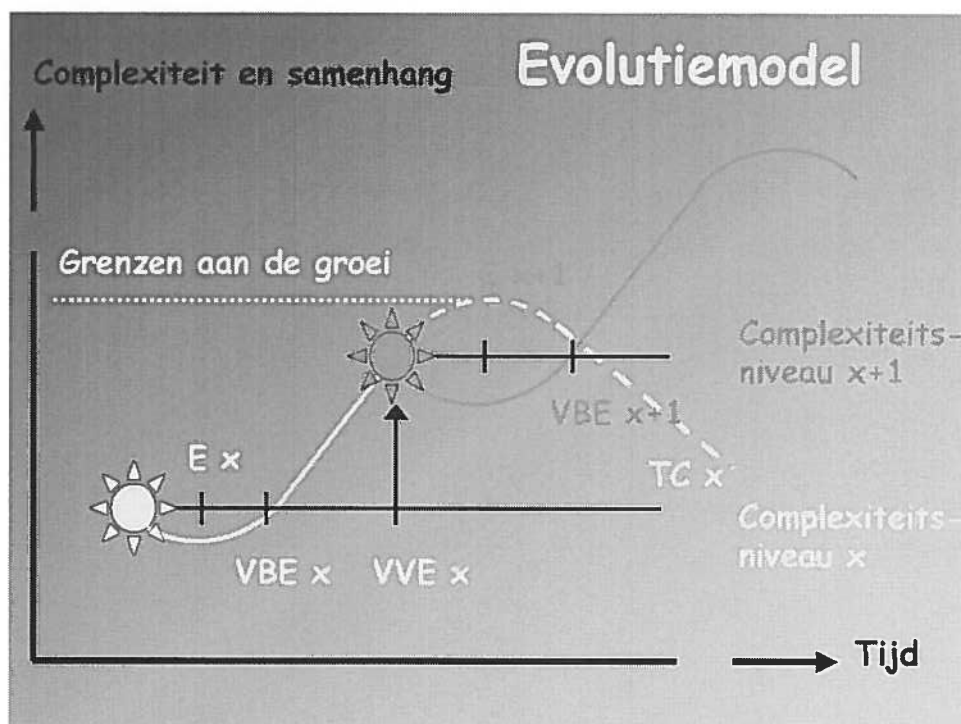 Evolutiemodel
Complexiteit en samenhang
Grenzen aan de groei
E x+1
Complexiteits-
niveau x+1
VBE x+1
E x
TC x
VBE x
VVE x
Complexiteits-
niveau x
Tijd